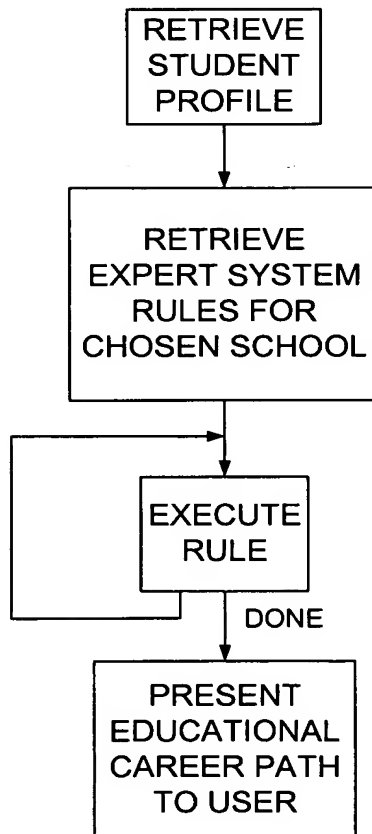 RETRIEVE
STUDENT
PROFILE
RETRIEVE
EXPERT SYSTEM
RULES FOR
CHOSEN SCHOOL
EXECUTE
RULE
DONE
PRESENT
EDUCATIONAL
CAREER PATH
TO USER